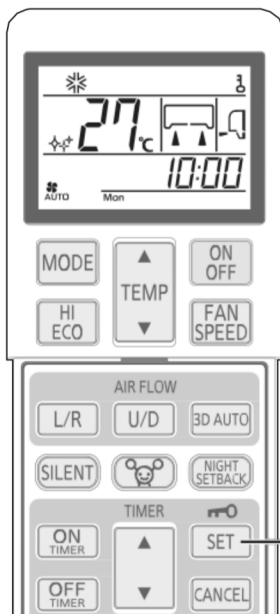 27°C
10:00
AUTO Mon
MODE
TEMP
ON
OFF
HI
ECO
FAN
SPEED
AIR FLOW
L/R
U/D
3D AUTO
SILENT
NIGHT
SETBACK
TIMER
ON
TIMER
SET
OFF
TIMER
CANCEL